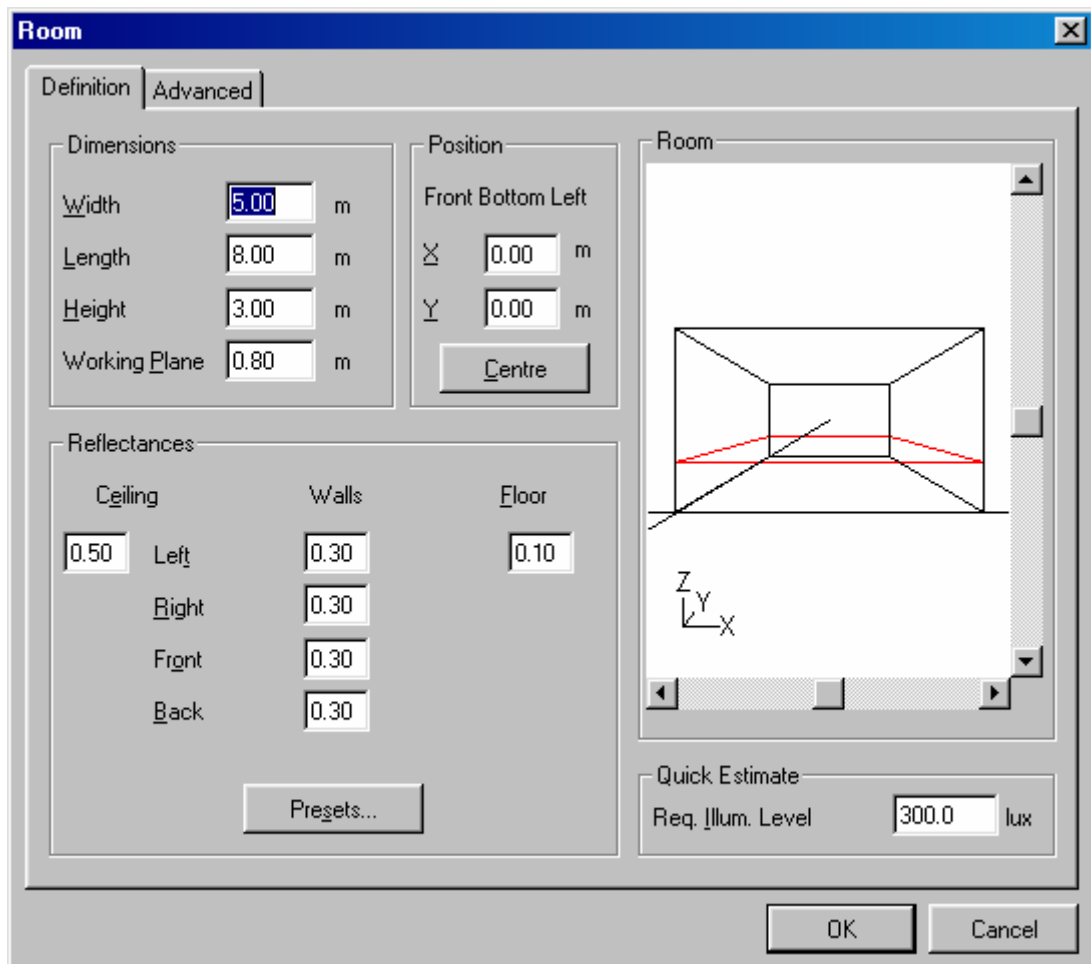 Room
Definition
Advanced
Dimensions
Width 5.00 m
Length 8.00 m
Height 3.00 m
Working Plane 0.80 m
Position
Front Bottom Left
X 0.00 m
Y 0.00 m
Centre
Reflectances
Ceiling Walls Floor
0.50 Left 0.30 0.10
Right 0.30
Front 0.30
Back 0.30
Presets...
Room
Z
Y
X
Quick Estimate
Req. Illum. Level 300.0 lux
OK
Cancel